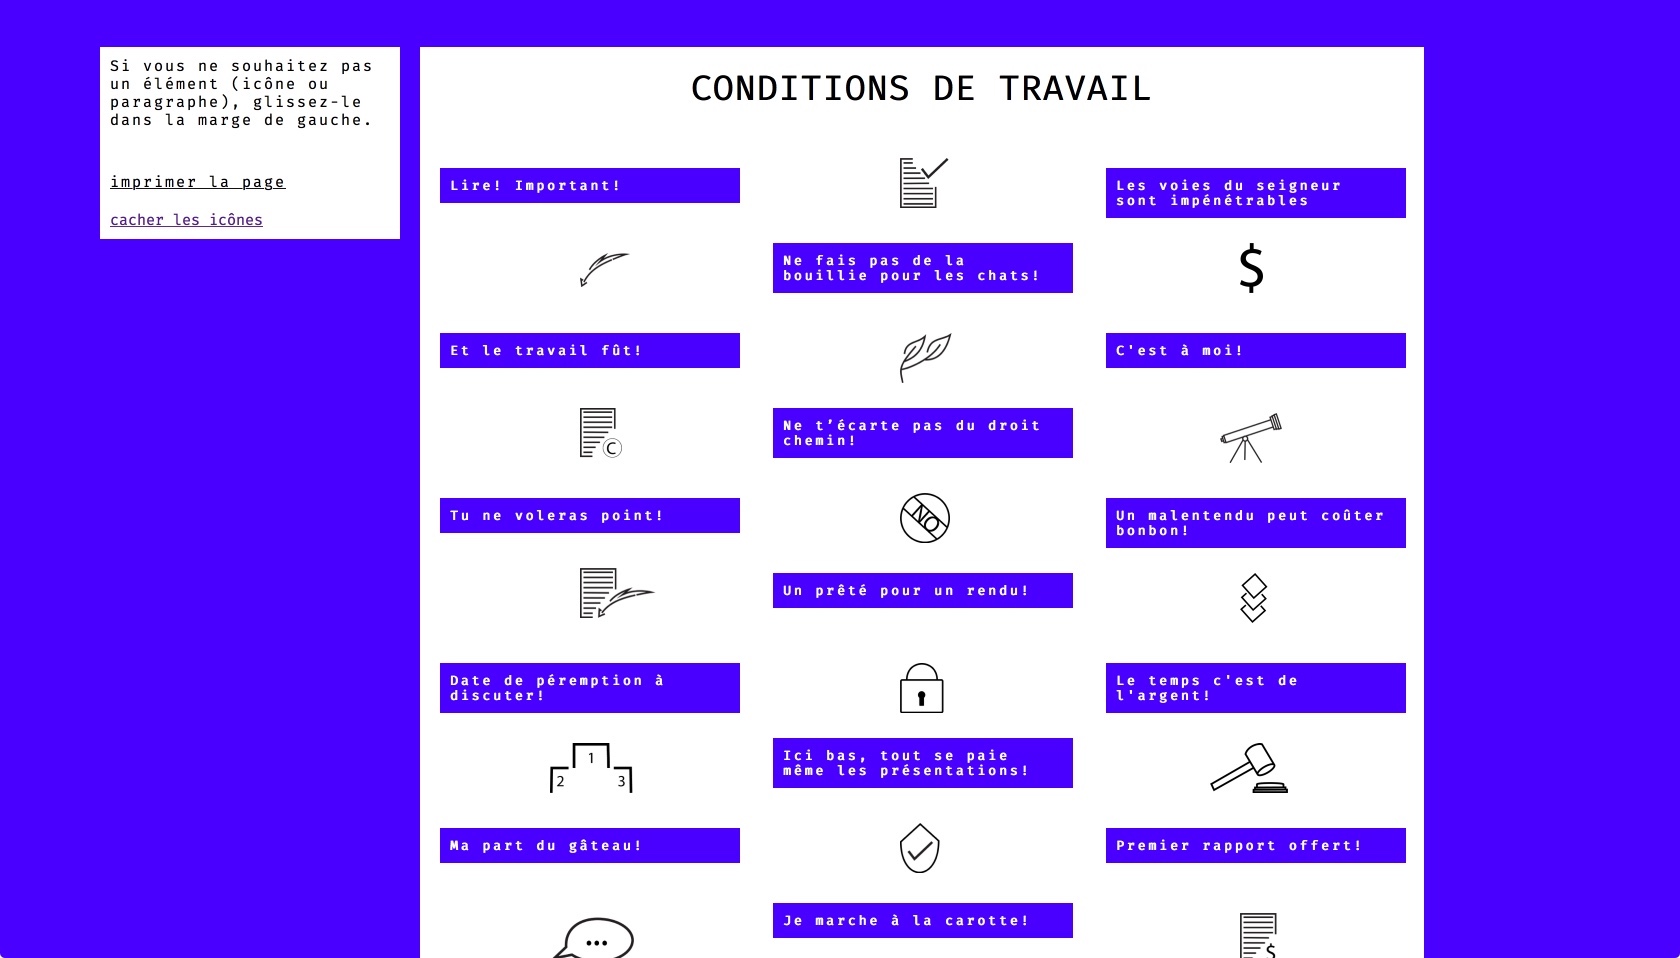 Si vous ne souhaitez pas
un élément (icône ou
paragraphe), glissez-le
dans la marge de gauche.
imprimer la page
cacher les icônes
CONDITIONS DE TRAVAIL
Lire! Important!
Les voies du seigneur
sont impénétrables
Ne fais pas de la
bouillie pour les chats!
$
Et le travail fût!
C'est à moi!
C
Ne t’écarte pas du droit
chemin!
Tu ne voleras point!
NO
Un malentendu peut coûter
bonbon!
Un prêté pour un rendu!
Date de péremption à
discuter!
Le temps c'est de
l'argent!
1
2 3
Ici bas, tout se paie
même les présentations!
Ma part du gâteau!
Premier rapport offert!
Je marche à la carotte!
$